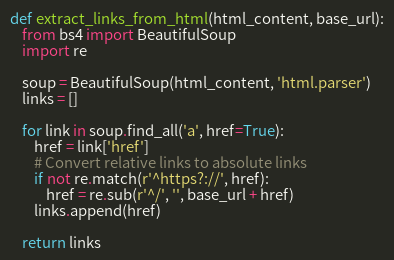 def extract_links_from_html(html_content, base_url):
    from bs4 import BeautifulSoup
    import re

    soup = BeautifulSoup(html_content, 'html.parser')
    links = []

    for link in soup.find_all('a', href=True):
        href = link['href']
        # Convert relative links to absolute links
        if not re.match(r'^https?://', href):
            href = re.sub(r'^/', '', base_url + href)
        links.append(href)

    return links